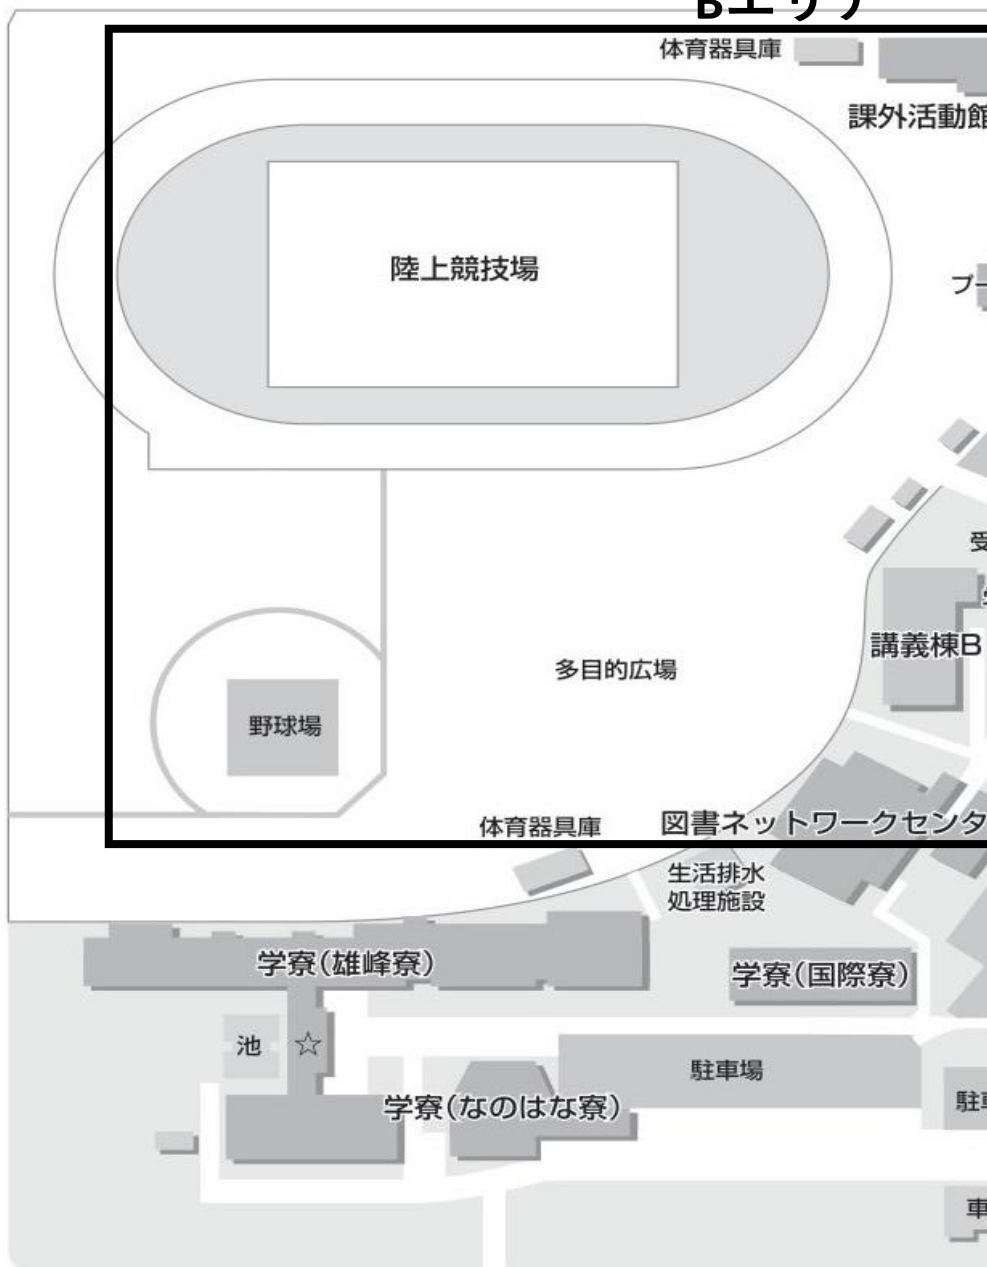 Bエリア
体育器具庫
課外活動館
プー
陸上競技場
受
講義棟B
多目的広場
野球場
体育器具庫
図書ネットワークセンタ
生活排水
処理施設
学寮(雄峰寮)
学寮(国際寮)
池
☆
駐車場
学寮(なのはな寮)
駐車
車